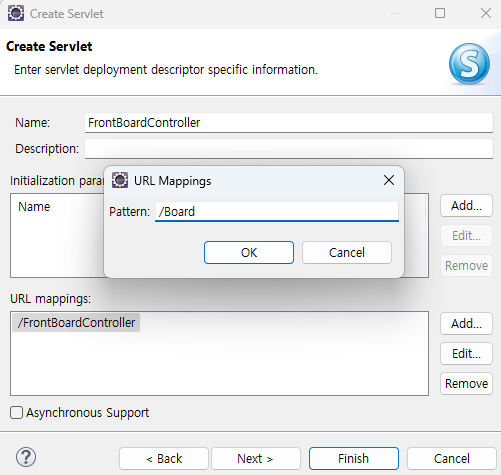 Create Servlet
Create Servlet
Enter servlet deployment descriptor specific information.
S
Name: FrontBoardController
Description:
Initialization para
Name
Add...
Edit...
Remove
URL Mappings
Pattern: /Board
OK Cancel
URL mappings:
/FrontBoardController
Add...
Edit...
Remove
Asynchronous Support
? < Back Next > Finish Cancel